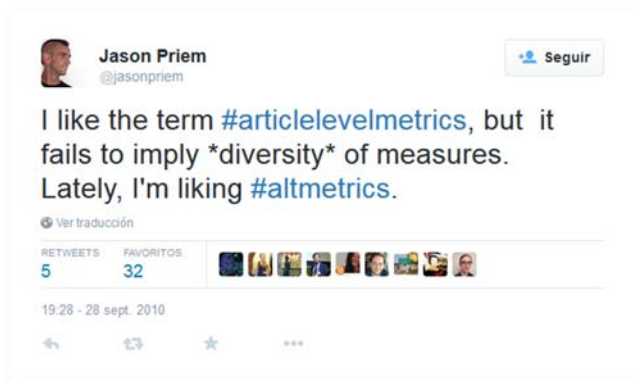 Jason Priem
@jasonpriem
Seguir
I like the term #articlelevelmetrics, but it
fails to imply *diversity* of measures.
Lately, I'm liking #altmetrics.
Ver traducción
RETWEETS FAVORITOS
5 32
19:28 - 28 sept. 2010